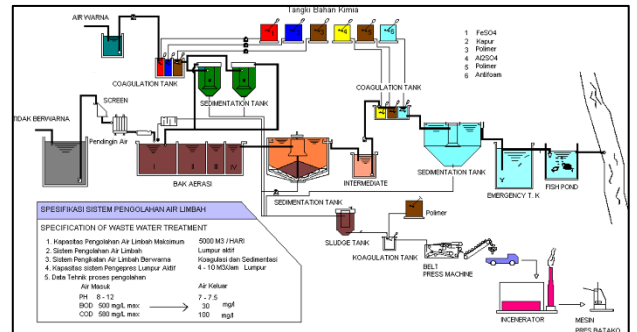 Tangki Bahan Kimia
AIR WARNA
1 FeSO4
2 Kapur
3 Polimer
4 Al2SO4
5 Polimer
6 Antifoam
COAGULATION TANK
COAGULATION TANK
SCREEN
SEDIMENTATION TANK
TIDAK BERWARNA
Pendingin Air
I II III IV
BAK AERASI
INTERMEDIATE
SEDIMENTATION TANK
SEDIMENTATION TANK
EMERGENCY T. K
FISH POND
Polimer
SLUDGE TANK
KOAGULATION TANK
BELT
PRESS MACHINE
INCENERATOR
MESIN
PRES BATAKO
SPESIFIKASI SISTEM PENGOLAHAN AIR LIMBAH
SPECIFICATION OF WASTE WATER TREATMENT
1. Kapasitas Pengolahan Air Limbah Maksimum 5000 M3 / HARI
2. Sistem Pengolahan Air Limbah Lumpur aktif
3. Sistem Pengikatan Air Limbah Berwarna Koagulasi dan Sedimentasi
4. Kapasitas sistem Pengepres Lumpur Aktif 4 - 10 M3/Jam Lumpur
5. Data Tehnik proses pengolahan
Air Masuk Air Keluar
PH 8 - 12 7 - 7.5
BOD 500 mg/L max 30 mg/l
COD 580 mg/L max 100 mg/l